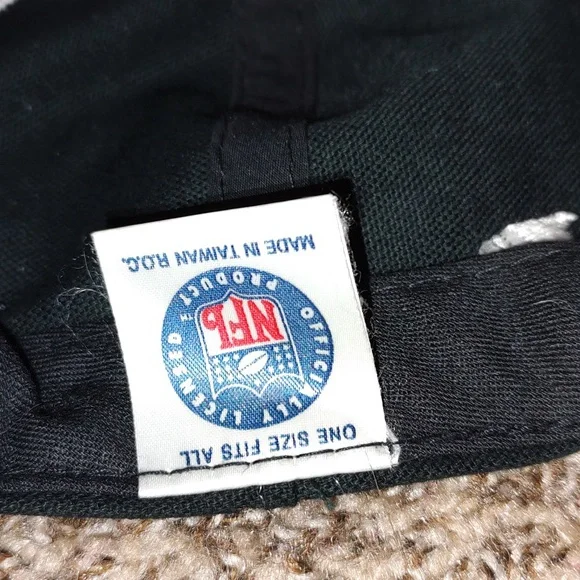 ONE SIZE FITS ALL
OFFICIALLY LICENSED PRODUCT
NFL
MADE IN TAIWAN R.O.C.